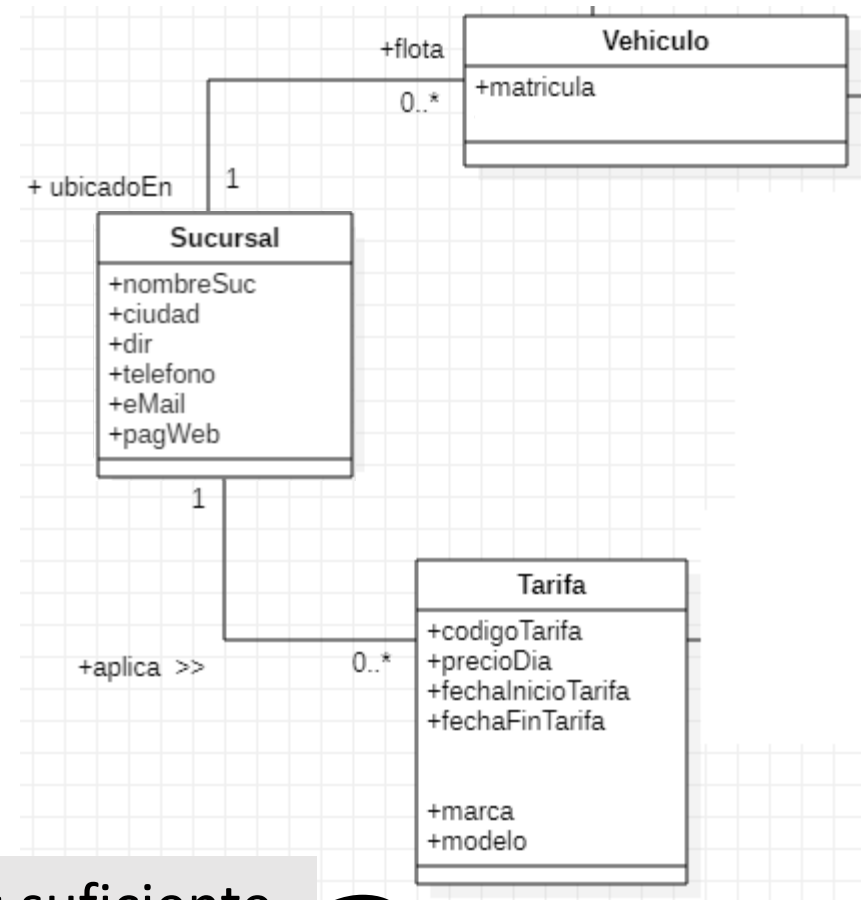 +flota
Vehiculo
+matricula
0..*
+ ubicadoEn
1
Sucursal
+nombreSuc
+ciudad
+dir
+telefono
+eMail
+pagWeb
1
Tarifa
+codigoTarifa
+precioDia
+fechaInicioTarifa
+fechaFinTarifa
+aplica >>
0..*
+marca
+modelo
suficiente